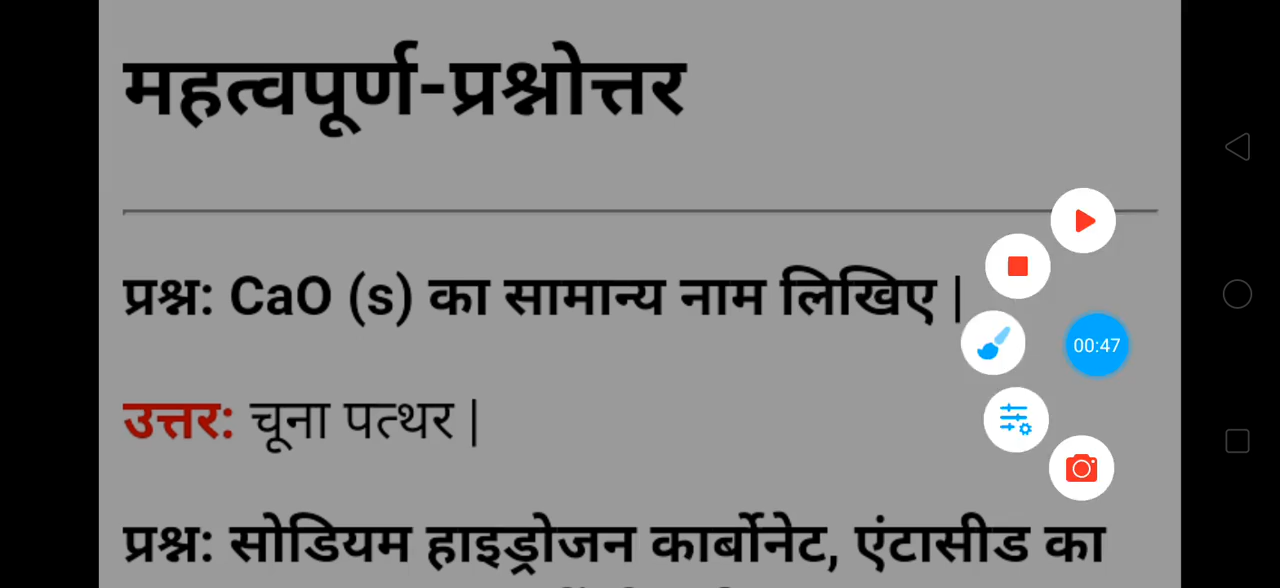 महत्वपूर्ण-प्रश्नोत्तर
प्रश्न: CaO (s) का सामान्य नाम लिखिए |
00:47
उत्तर: चूना पत्थर |
प्रश्न: सोडियम हाइड्रोजन कार्बोनेट, एंटासीड का